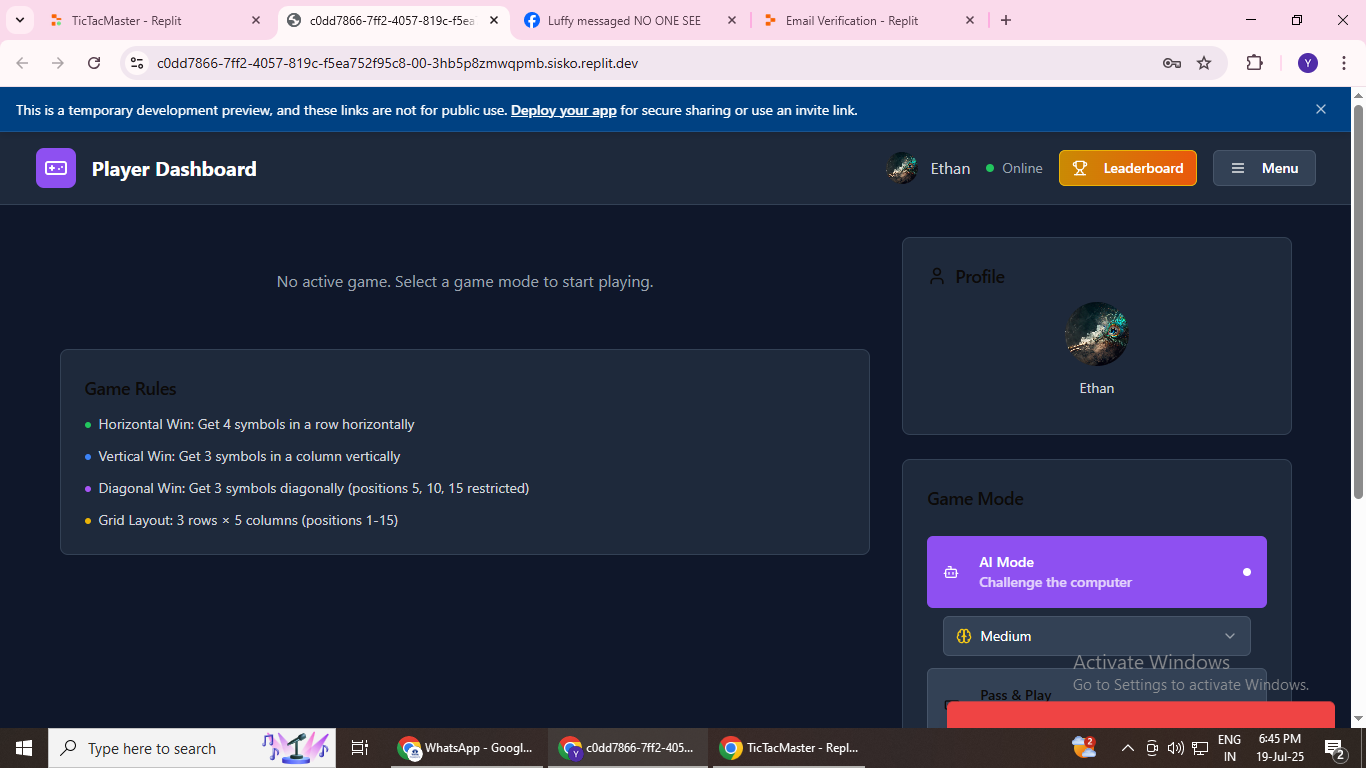 TicTacMaster - Replit
c0dd7866-7ff2-4057-819c-f5ea
Luffy messaged NO ONE SEE
Email Verification - Replit
c0dd7866-7ff2-4057-819c-f5ea752f95c8-00-3hb5p8zmwqpmb.sisko.replit.dev
Y
This is a temporary development preview, and these links are not for public use. Deploy your app for secure sharing or use an invite link.
Player Dashboard
Ethan
Online
Leaderboard
Menu
No active game. Select a game mode to start playing.
Profile
Ethan
Game Rules
Horizontal Win: Get 4 symbols in a row horizontally
Vertical Win: Get 3 symbols in a column vertically
Diagonal Win: Get 3 symbols diagonally (positions 5, 10, 15 restricted)
Grid Layout: 3 rows × 5 columns (positions 1-15)
Game Mode
AI Mode
Challenge the computer
Medium
Pass & Play
Activate Windows
Go to Settings to activate Windows.
Type here to search
WhatsApp - Googl...
c0dd7866-7ff2-405...
TicTacMaster - Repl...
2
ENG
IN
6:45 PM
19-Jul-25
2